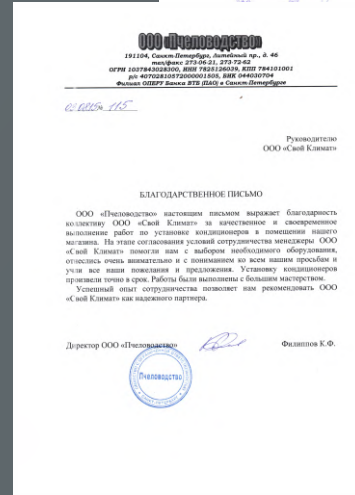 ООО «Пчеловодство»
191104, Санкт-Петербург, Литейный пр., д. 46
тел/факс 273-06-21, 273-72-62
ОГРН 1037843028300, ИНН 7825126039, КПП 784101001
р/с 40702810572000001505, БИК 044030704
Филиал ОПЕРУ Банка ВТБ (ПАО) в Санкт-Петербурге
115
Руководителю
ООО «Свой Климат»
БЛАГОДАРСТВЕННОЕ ПИСЬМО
ООО «Пчеловодство» настоящим письмом выражает благодарность
коллективу ООО «Свой Климат» за качественное и своевременное
выполнение работ по установке кондиционеров в помещении нашего
магазина. На этапе согласования условий сотрудничества менеджеры ООО
«Свой Климат» помогли нам с выбором необходимого оборудования,
отнеслись очень внимательно и с пониманием ко всем нашим просьбам и
учли все наши пожелания и предложения. Установку кондиционеров
произвели точно в срок. Работы были выполнены с большим мастерством.
Успешный опыт сотрудничества позволяет нам рекомендовать ООО
«Свой Климат» как надежного партнера.
Директор ООО «Пчеловодство» Филиппов К.Ф.
Пчеловодство